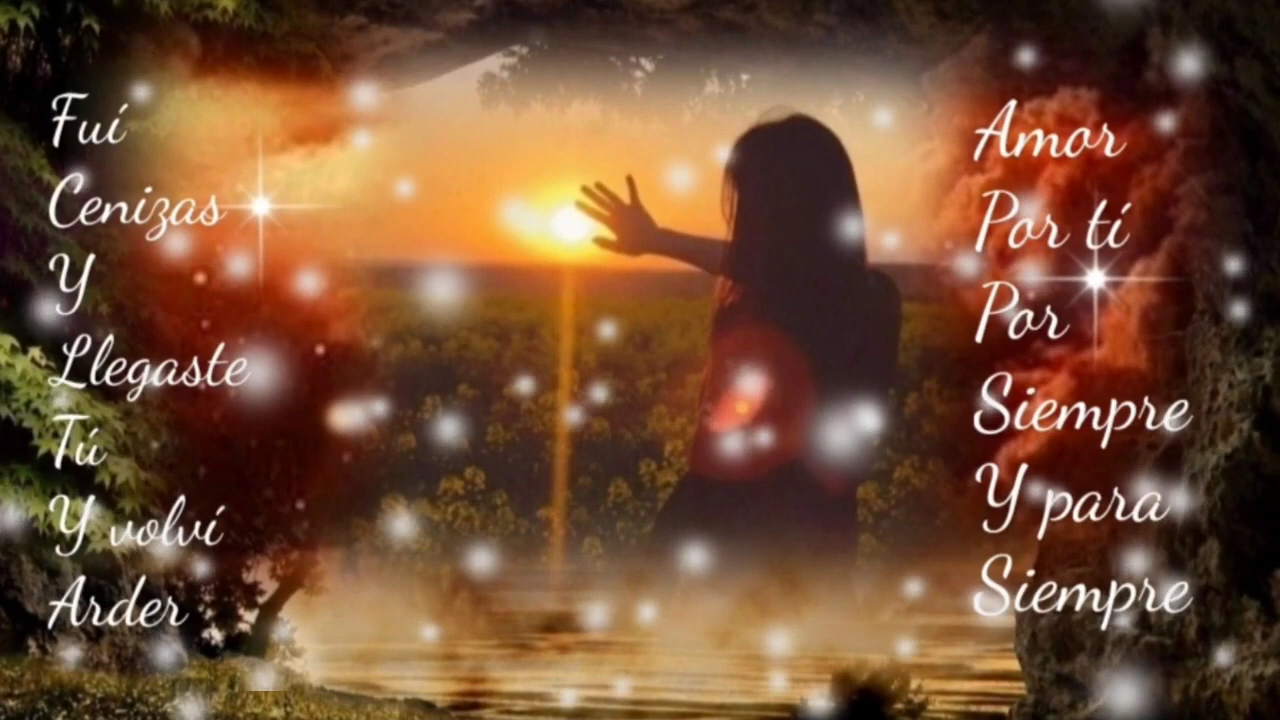 Fuí
Cenizas
Y
Llegaste
Tú
Y volví
Arder
Amor
Por tí
Por
Siempre
Y para
Siempre